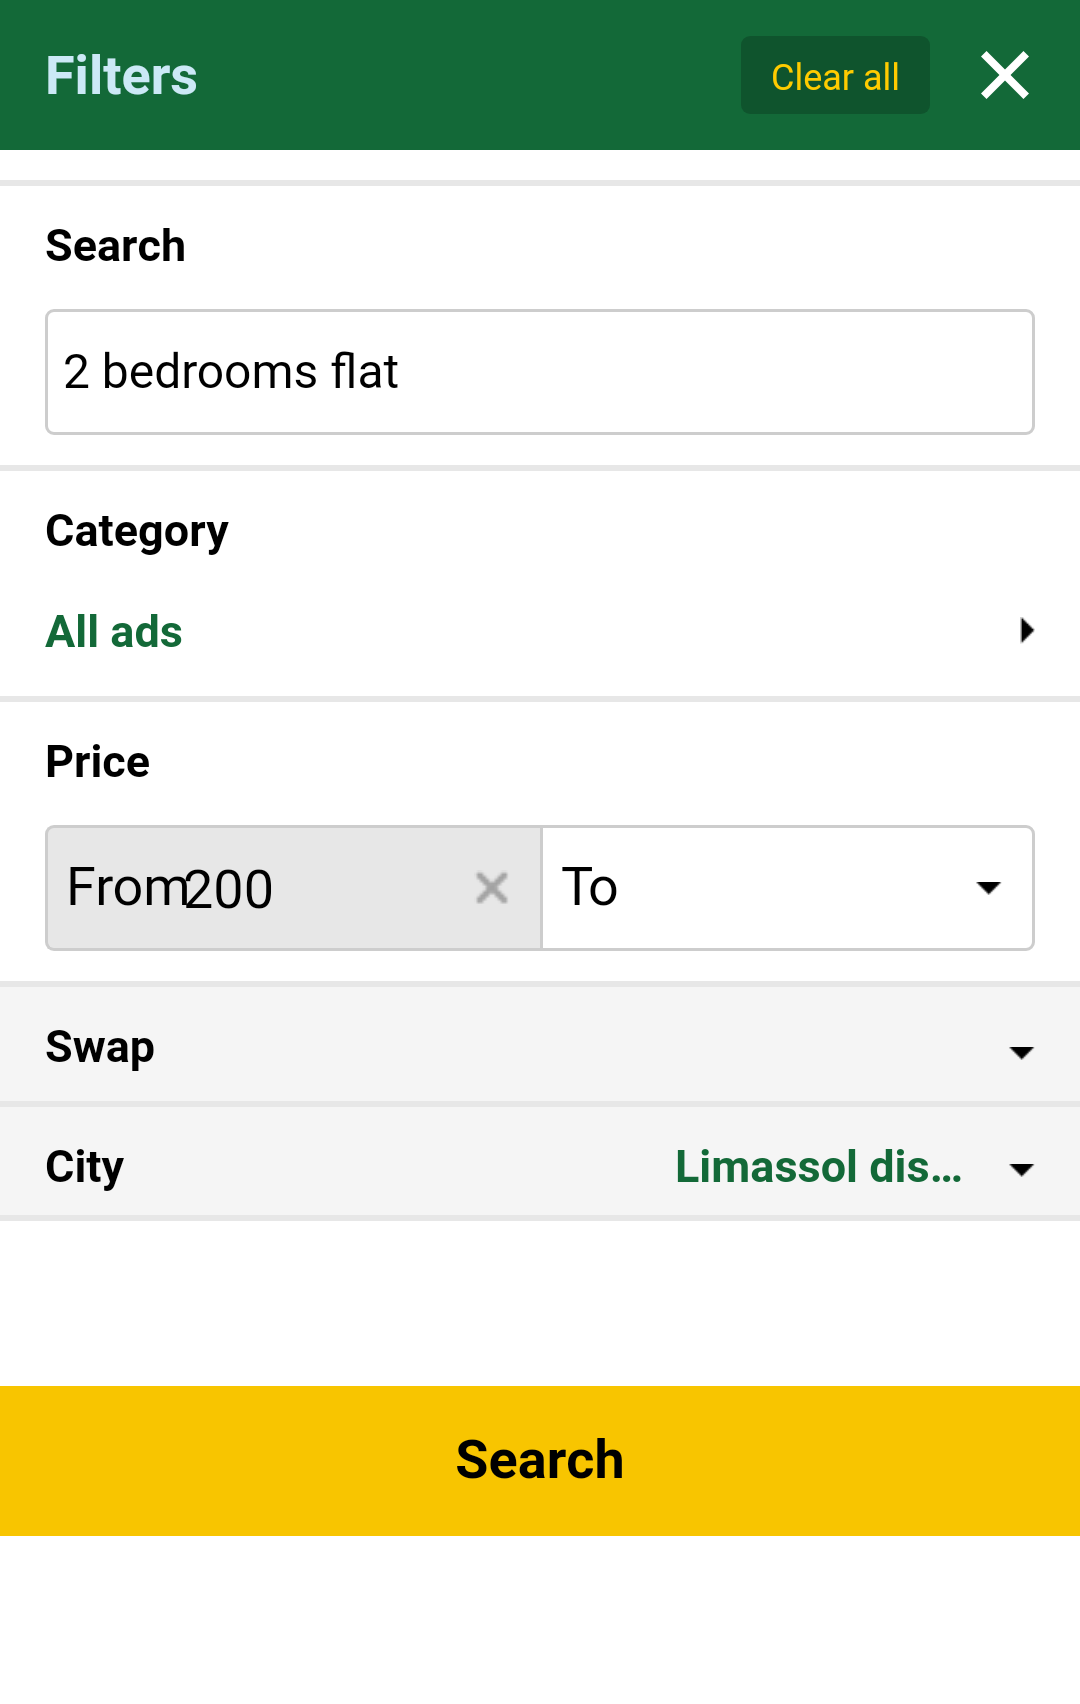 Filters Clear all
Search
2 bedrooms flat
Category
All ads
Price
From200 To
Swap
City Limassol dis...
Search